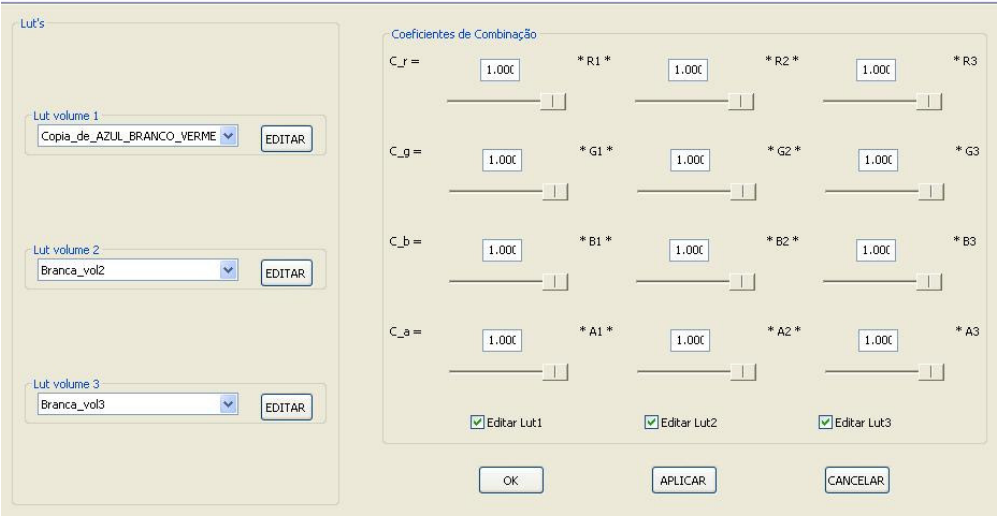 Lut's
Lut volume 1
Copia_de_AZUL_BRANCO_VERME
EDITAR
Lut volume 2
Branca_vol2
EDITAR
Lut volume 3
Branca_vol3
EDITAR
Coeficientes de Combinação
C_r = 1.000 * R1 * 1.000 * R2 * 1.000 * R3
C_g = 1.000 * G1 * 1.000 * G2 * 1.000 * G3
C_b = 1.000 * B1 * 1.000 * B2 * 1.000 * B3
C_a = 1.000 * A1 * 1.000 * A2 * 1.000 * A3
Editar Lut1 Editar Lut2 Editar Lut3
OK APLICAR CANCELAR